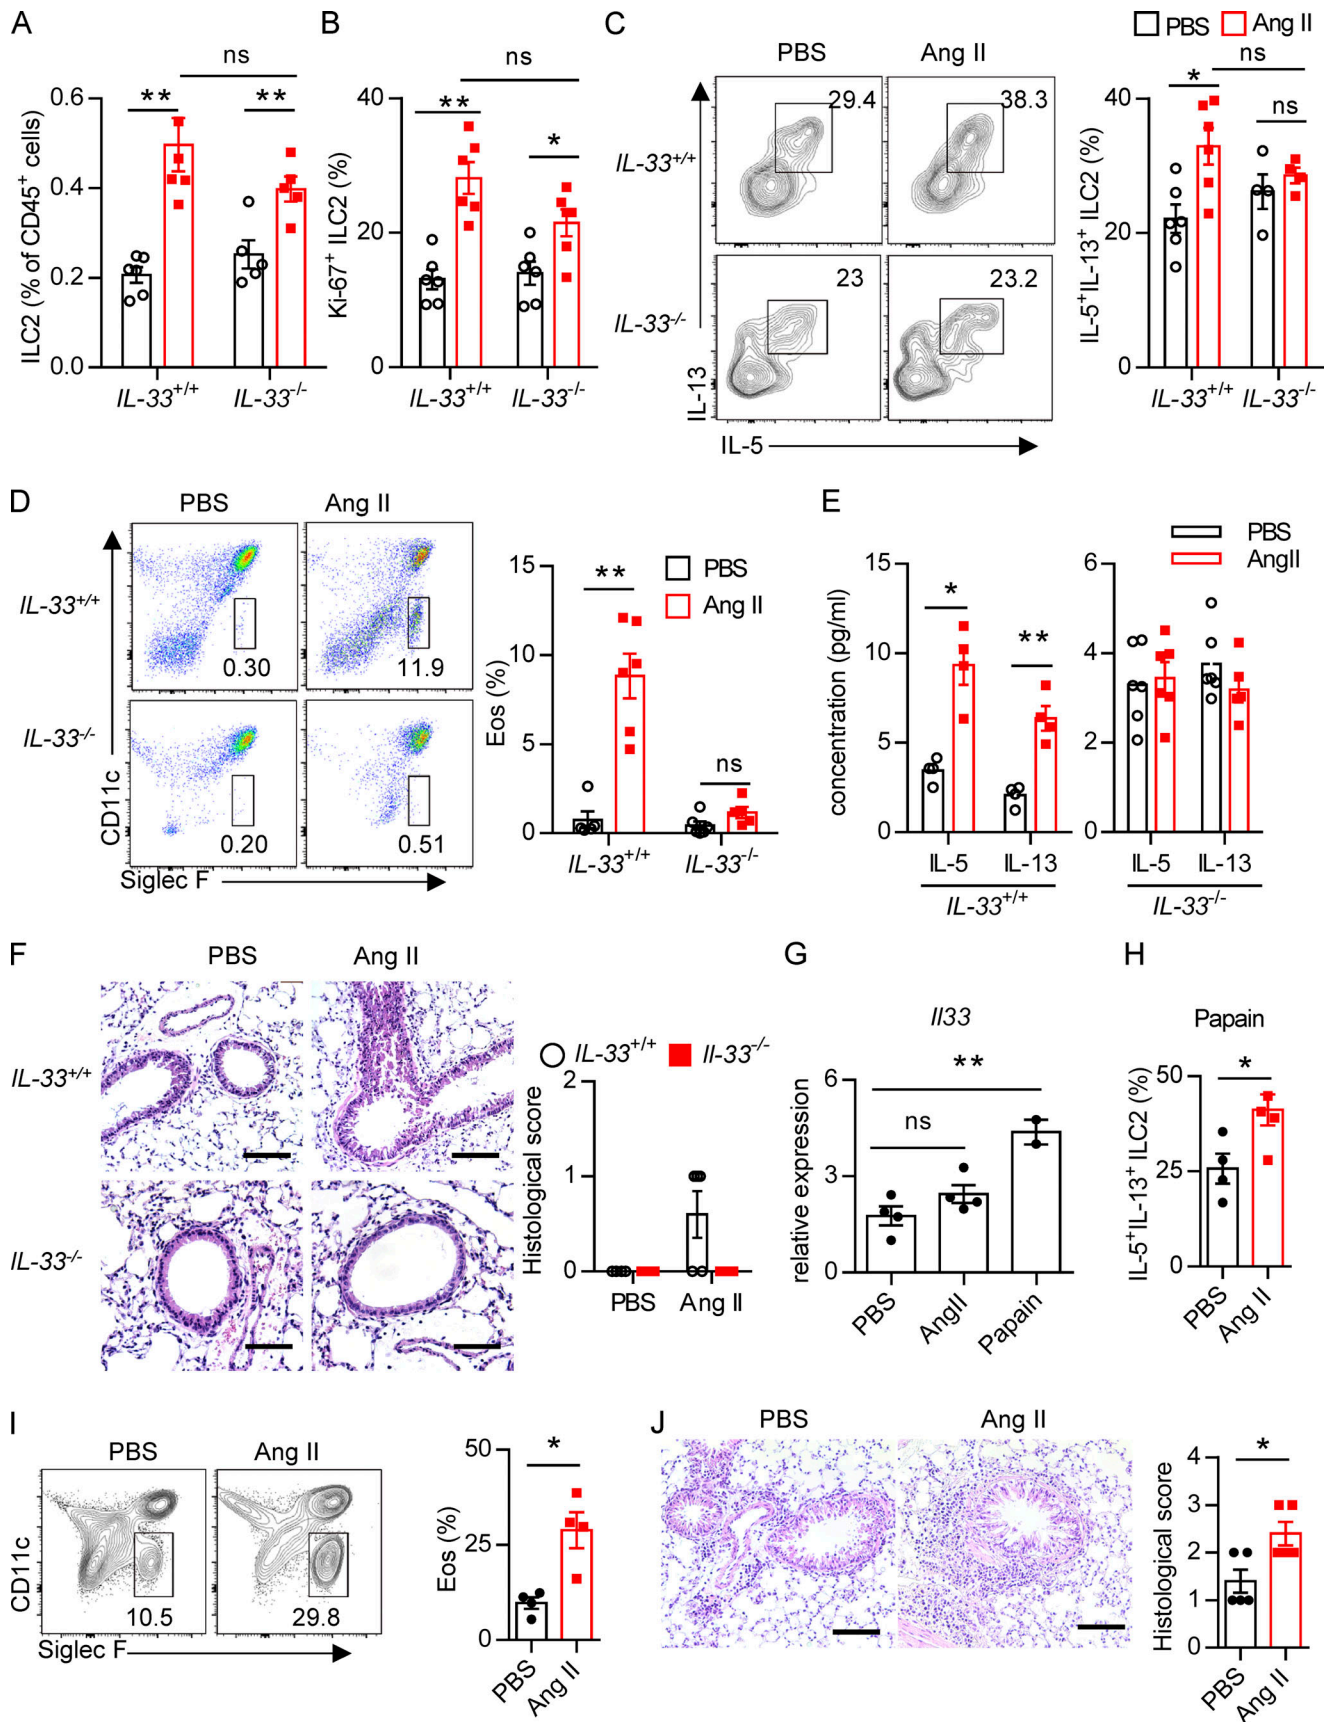 A
ns
**
**
ILC2 (% of CD45+ cells)
0.6
0.4
0.2
0.0
IL-33+/+
IL-33-/-
B
ns
**
*
Ki-67+ ILC2 (%)
40
20
0
IL-33+/+
IL-33-/-
C
PBS
Ang II
29.4
38.3
IL-33+/+
23
23.2
IL-33-/-
IL-13
IL-5
PBS
Ang II
ns
*
ns
IL-5+IL-13+ ILC2 (%)
40
20
0
IL-33+/+
IL-33-/-
D
PBS
Ang II
IL-33+/+
0.30
11.9
IL-33-/-
0.20
0.51
CD11c
Siglec F
Eos (%)
15
10
5
0
**
ns
PBS
Ang II
IL-33+/+
IL-33-/-
E
PBS
AngII
concentration (pg/ml)
15
10
5
0
*
**
IL-5
IL-13
IL-33+/+
6
4
2
0
IL-5
IL-13
IL-33-/-
F
PBS
Ang II
IL-33+/+
IL-33-/-
IL-33+/+
Il-33-/-
Histological score
2
1
0
PBS
Ang II
G
Il33
**
ns
relative expression
6
3
0
PBS
AngII
Papain
H
Papain
*
IL-5+IL-13+ ILC2 (%)
50
25
0
PBS
Ang II
I
PBS
Ang II
10.5
29.8
CD11c
Siglec F
Eos (%)
50
25
0
*
PBS
Ang II
J
PBS
Ang II
Histological score
4
3
2
1
0
*
PBS
Ang II